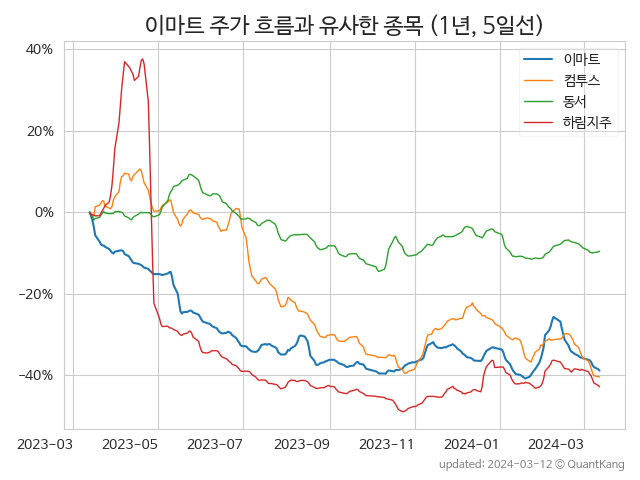 이마트 주가 흐름과 유사한 종목 (1년, 5일선)
이마트
컴투스
동서
하림지주
40%
20%
0%
−20%
−40%
2023-03 2023-05 2023-07 2023-09 2023-11 2024-01 2024-03
updated: 2024-03-12 © QuantKang